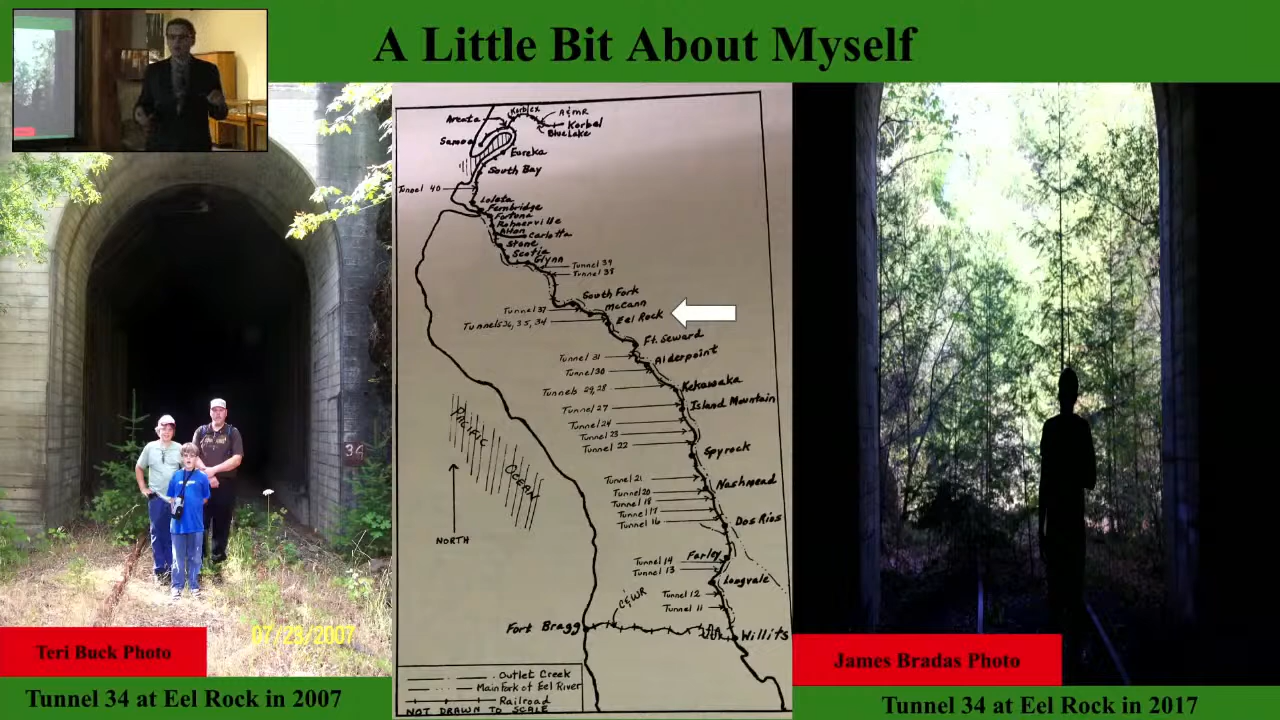 A Little Bit About Myself
Korblex
Arcata
A&MR
Korbel
Blue Lake
Samoa
Eureka
South Bay
Tunnel 40
Loleta
Fernbridge
Fortuna
Rohnerville
Alton
Carlotta
Stone
Scotia
Glynn
Tunnel 39
Tunnel 38
South Fork
McCann
Tunnel 37
Eel Rock
Tunnels 36, 35, 34
Ft. Seward
Tunnel 31
Alderpoint
Tunnel 30
Kekawaka
Tunnels 29, 28
Island Mountain
Tunnel 27
Tunnel 24
Tunnel 23
Tunnel 22
Spyrock
PACIFIC
OCEAN
Tunnel 21
Nashmead
Tunnel 20
Tunnel 18
Tunnel 17
Tunnel 16
Dos Rios
NORTH
Farley
Tunnel 14
Tunnel 13
Longvale
Tunnel 12
Tunnel 11
C&WR
Fort Bragg
Willits
Outlet Creek
Main Fork of Eel River
Railroad
NOT DRAWN TO SCALE
34
07/23/2007
Teri Buck Photo
Tunnel 34 at Eel Rock in 2007
James Bradas Photo
Tunnel 34 at Eel Rock in 2017